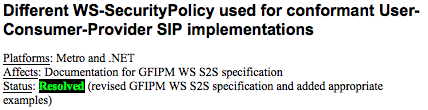 Different WS-SecurityPolicy used for conformant User-
Consumer-Provider SIP implementations
Platforms: Metro and .NET
Affects: Documentation for GFIPM WS S2S specification
Status: Resolved (revised GFIPM WS S2S specification and added appropriate
examples)